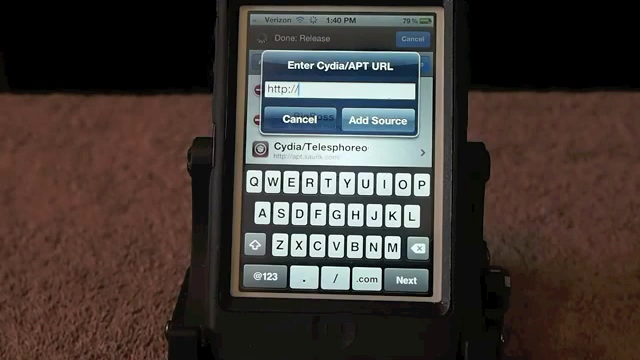 Verizon 1:40 PM 79%
Done: Release Cancel
Enter Cydia/APT URL
http://
Cancel Add Source
Cydia/Telesphoreo
http://apt.saurik.com/
Q W E R T Y U I O P
A S D F G H J K L
Z X C V B N M
@123 . / .com Next